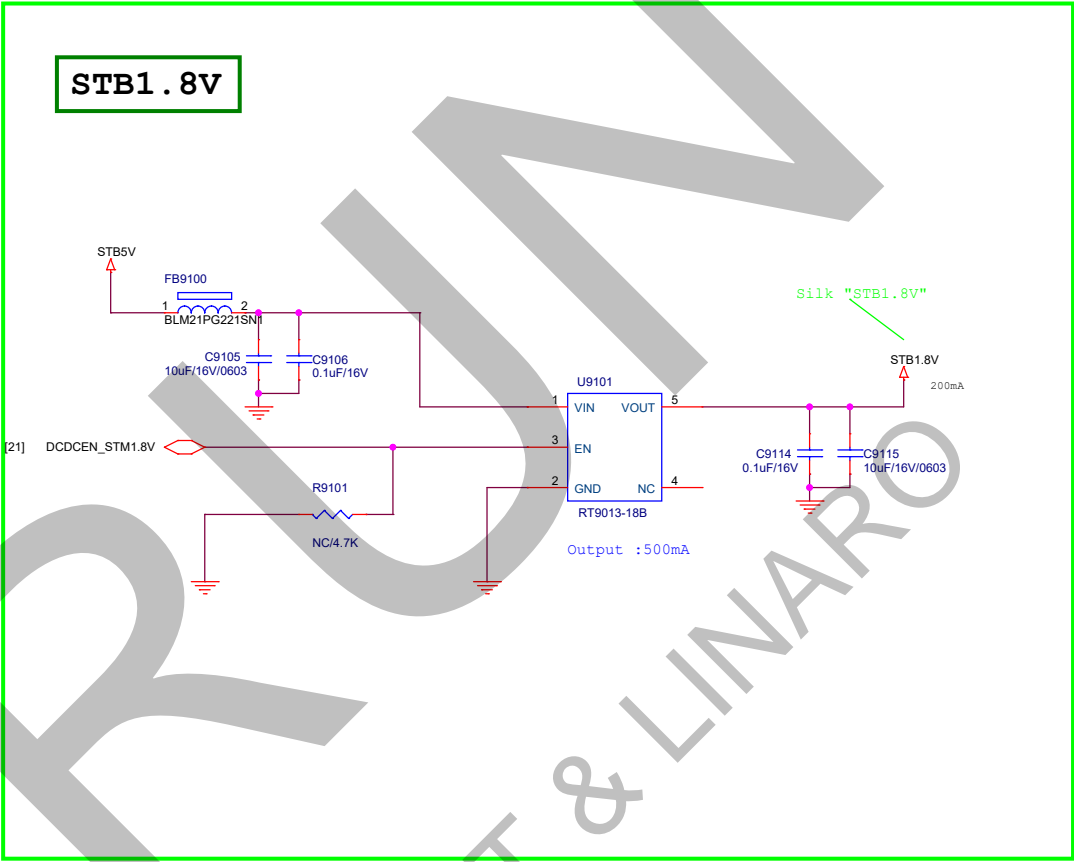 STB1.8V
STB5V
FB9100
1
2
BLM21PG221SN1
C9105
10uF/16V/0603
C9106
0.1uF/16V
Silk "STB1.8V"
STB1.8V
200mA
U9101
1
VIN
VOUT
5
[21]
DCDCEN_STM1.8V
3
EN
2
GND
NC
4
RT9013-18B
Output :500mA
R9101
NC/4.7K
C9114
0.1uF/16V
C9115
10uF/16V/0603
RUN
T & LINARO